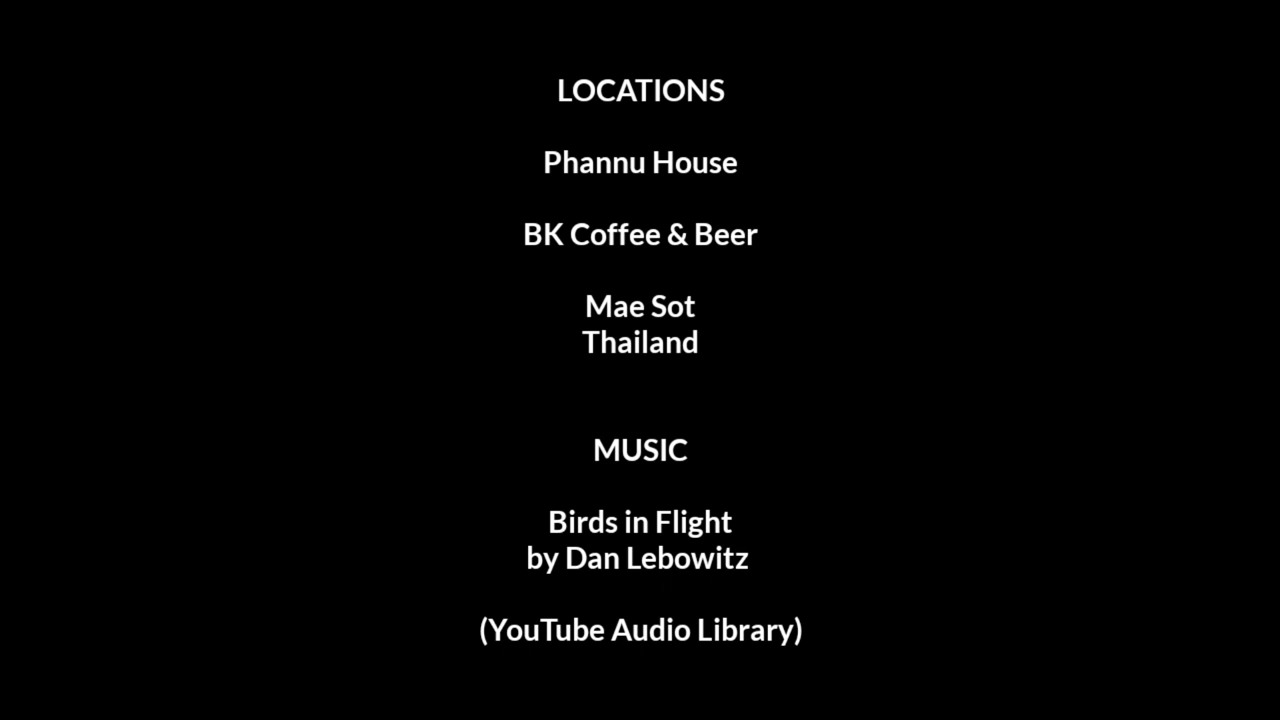 LOCATIONS
Phannu House
BK Coffee & Beer
Mae Sot
Thailand
MUSIC
Birds in Flight
by Dan Lebowitz
(YouTube Audio Library)